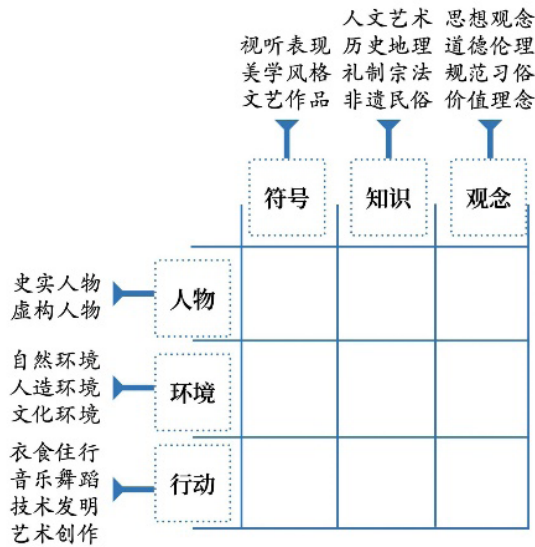 视听表现
美学风格
文艺作品
人文艺术
历史地理
礼制宗法
非遗民俗
思想观念
道德伦理
规范习俗
价值理念
符号
知识
观念
史实人物
虚构人物
人物
自然环境
人造环境
文化环境
环境
衣食住行
音乐舞蹈
技术发明
艺术创作
行动